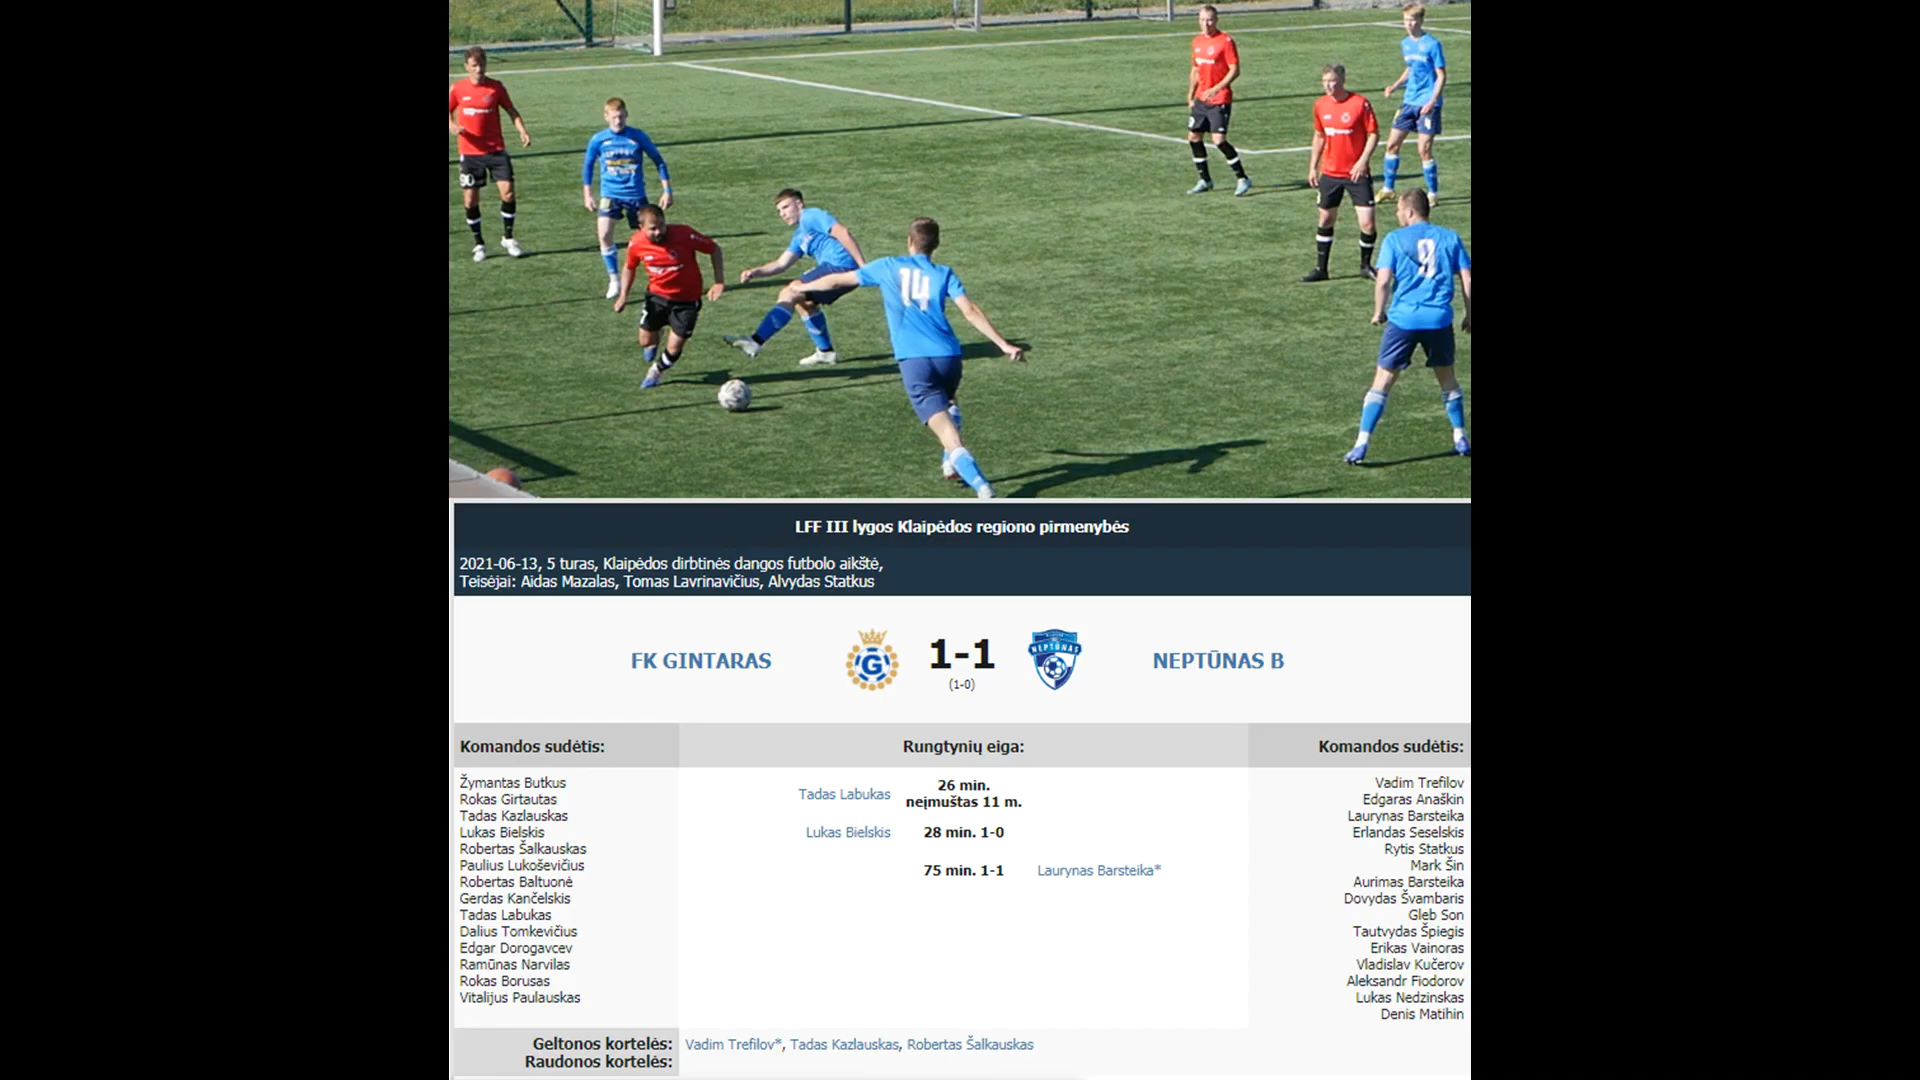 90
14
9
LFF III lygos Klaipėdos regiono pirmenybės
2021-06-13, 5 turas, Klaipėdos dirbtinės dangos futbolo aikštė,
Teisėjai: Aidas Mazalas, Tomas Lavrinavičius, Alvydas Statkus
FK GINTARAS
G
1-1
(1-0)
NEPTŪNAS
NEPTŪNAS B
Komandos sudėtis:
Rungtynių eiga:
Komandos sudėtis:
Žymantas Butkus
Rokas Girtautas
Tadas Kazlauskas
Lukas Bielskis
Robertas Šalkauskas
Paulius Lukoševičius
Robertas Baltuonė
Gerdas Kančelskis
Tadas Labukas
Dalius Tomkevičius
Edgar Dorogavcev
Ramūnas Narvilas
Rokas Borusas
Vitalijus Paulauskas
Tadas Labukas 26 min.
neįmuštas 11 m.
Lukas Bielskis 28 min. 1-0
75 min. 1-1 Laurynas Barsteika*
Vadim Trefilov
Edgaras Anaškin
Laurynas Barsteika
Erlandas Seselskis
Rytis Statkus
Mark Šin
Aurimas Barsteika
Dovydas Švambaris
Gleb Son
Tautvydas Špiegis
Erikas Vainoras
Vladislav Kučerov
Aleksandr Fiodorov
Lukas Nedzinskas
Denis Matihin
Geltonos kortelės: Vadim Trefilov*, Tadas Kazlauskas, Robertas Šalkauskas
Raudonos kortelės: